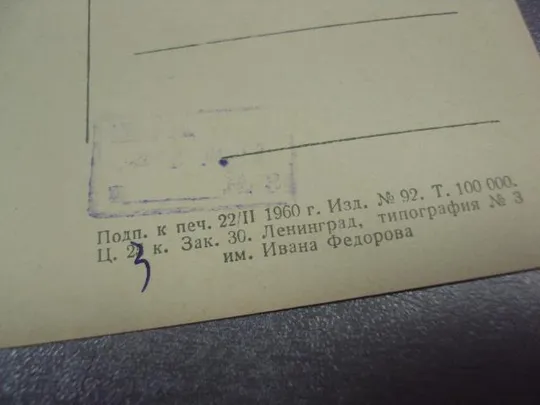 Подп. к печ. 22/II 1960 г. Изд. № 92. Т. 100 000.
Ц. 3 к. Зак. 30. Ленинград, типография № 3
им. Ивана Федорова